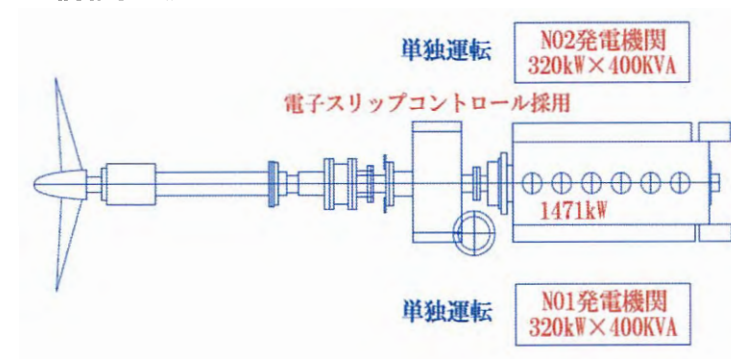 単独運転
NO2発電機関
320kW×400KVA
電子スリップコントロール採用
1471kW
単独運転
NO1発電機関
320kW×400KVA